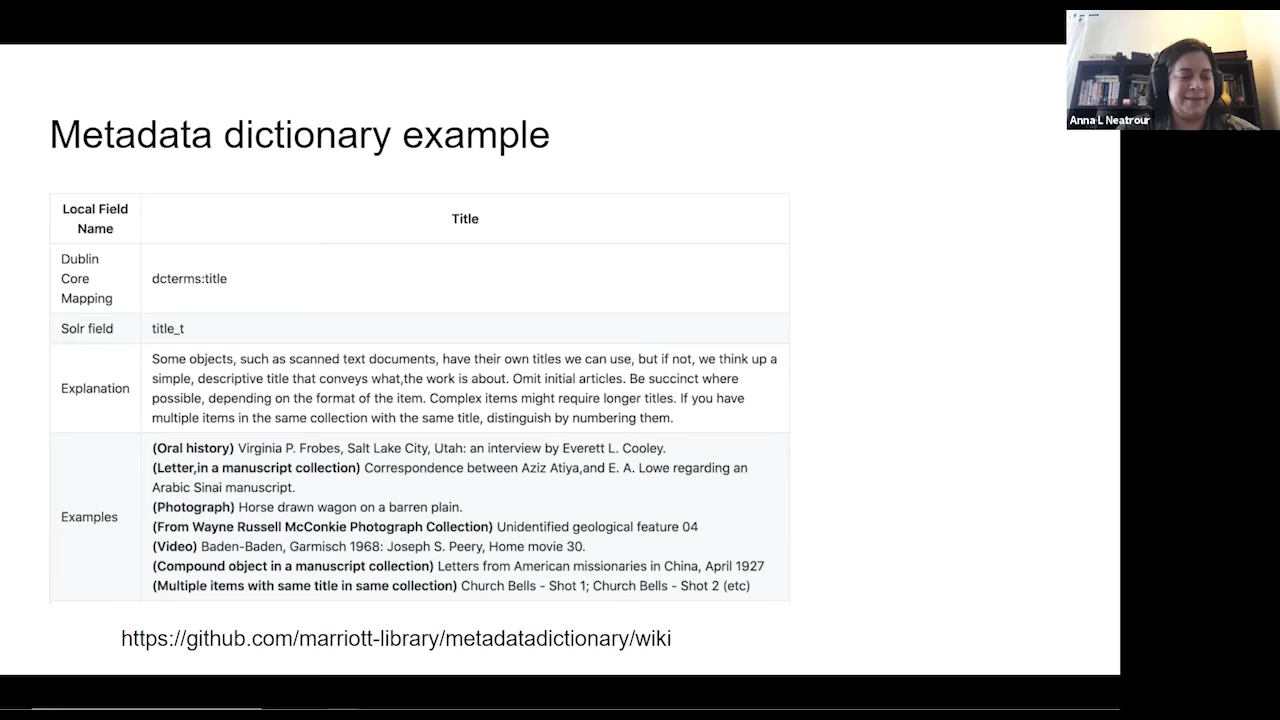 Anna L Neatrour
Metadata dictionary example
Local Field
Name
Title
Dublin
Core
Mapping
dcterms:title
Solr field
title_t
Explanation
Some objects, such as scanned text documents, have their own titles we can use, but if not, we think up a
simple, descriptive title that conveys what,the work is about. Omit initial articles. Be succinct where
possible, depending on the format of the item. Complex items might require longer titles. If you have
multiple items in the same collection with the same title, distinguish by numbering them.
Examples
(Oral history) Virginia P. Frobes, Salt Lake City, Utah: an interview by Everett L. Cooley.
(Letter,in a manuscript collection) Correspondence between Aziz Atiya,and E. A. Lowe regarding an
Arabic Sinai manuscript.
(Photograph) Horse drawn wagon on a barren plain.
(From Wayne Russell McConkie Photograph Collection) Unidentified geological feature 04
(Video) Baden-Baden, Garmisch 1968: Joseph S. Peery, Home movie 30.
(Compound object in a manuscript collection) Letters from American missionaries in China, April 1927
(Multiple items with same title in same collection) Church Bells - Shot 1; Church Bells - Shot 2 (etc)
https://github.com/marriott-library/metadatadictionary/wiki